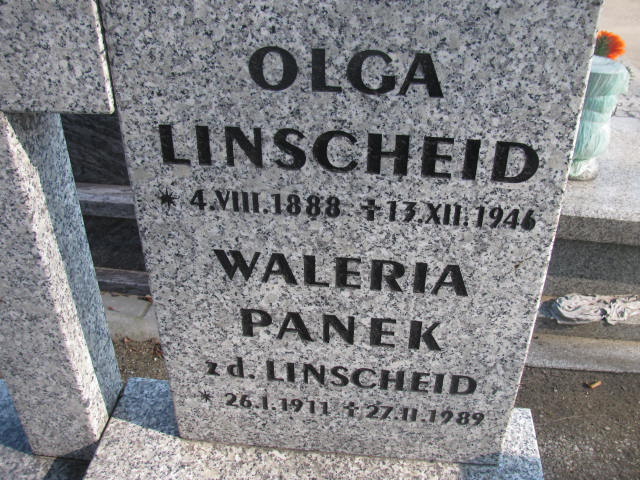 OLGA
LINSCHEID
* 4.VIII.1888 ✝ 13.XII.1946
WALERIA
PANEK
z d. LINSCHEID
* 26.I.1911 ✝ 27.II.1989